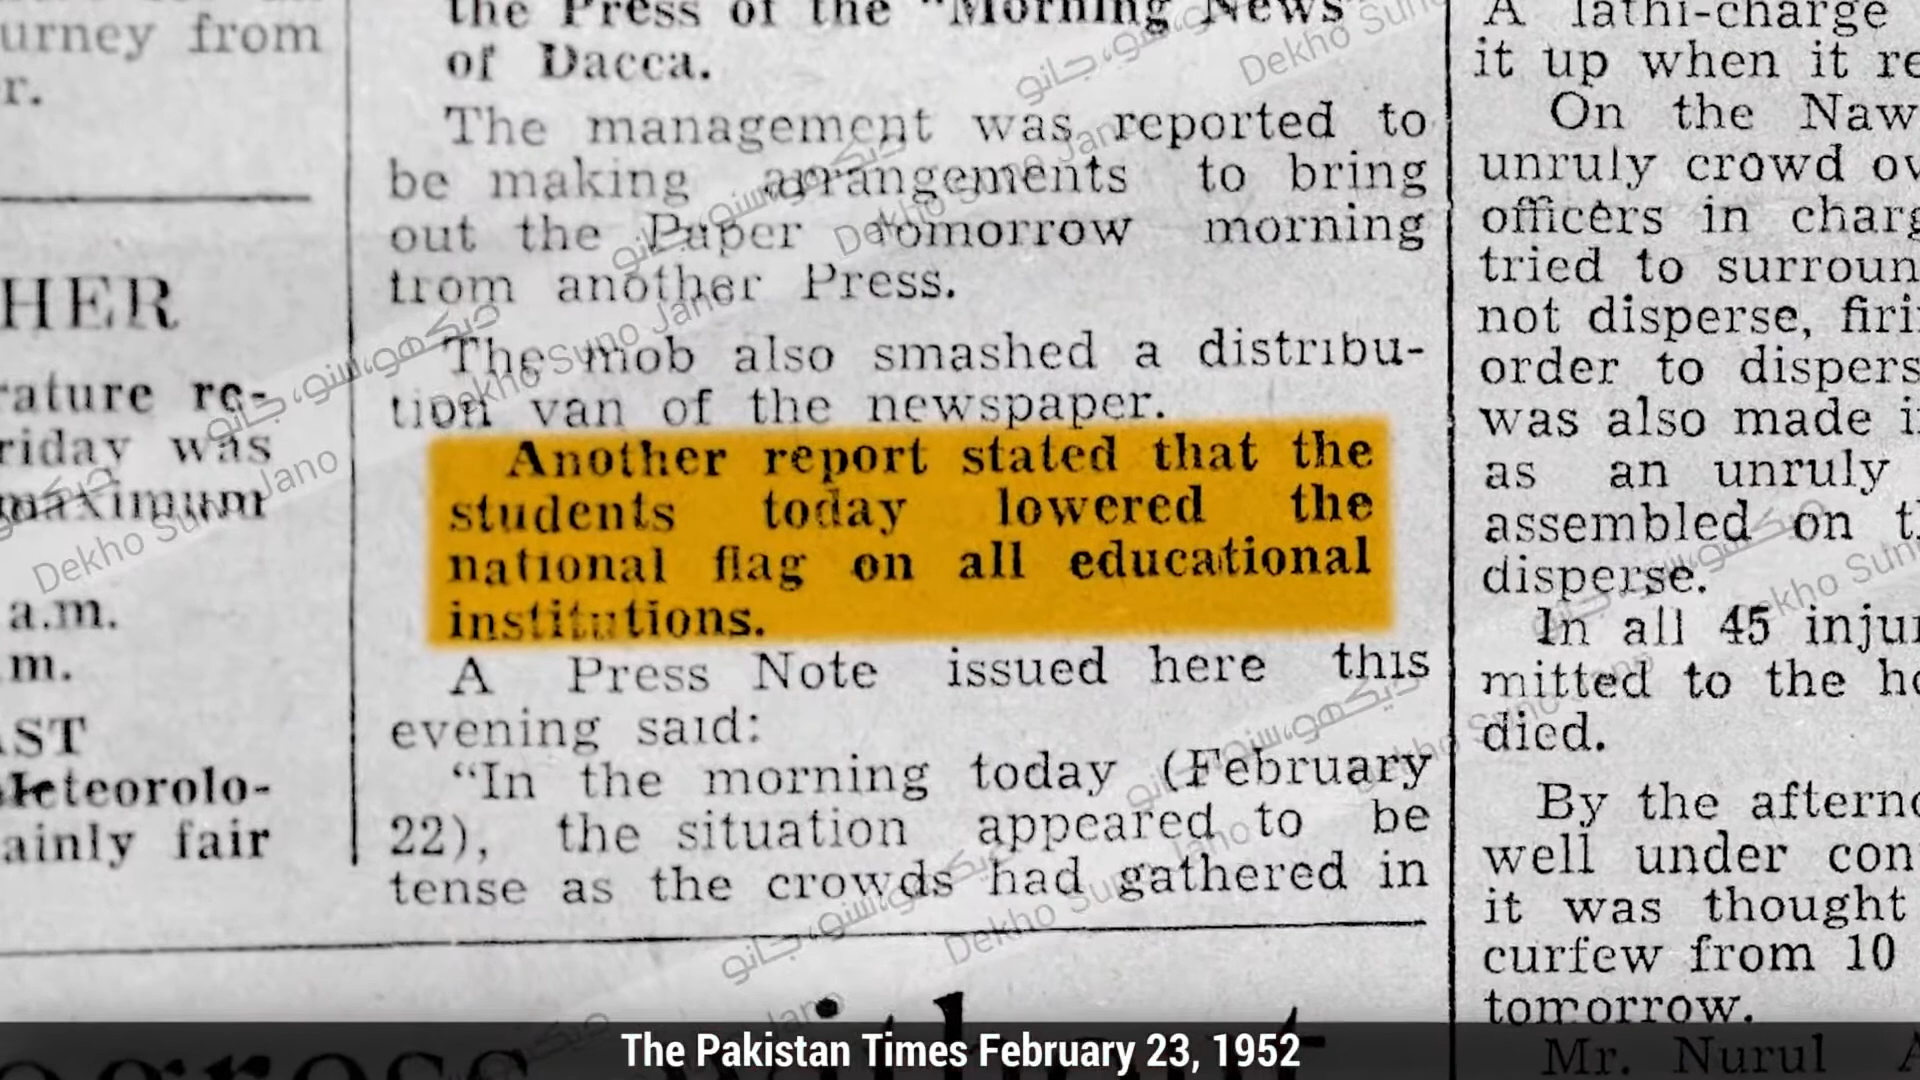 urney from
r.
HER
rature re-
riday was
maximum
a.m.
.m.
AST
Meteorolo-
ainly fair
the Press of the "Morning News"
of Dacca.
The management was reported to
be making arrangements to bring
out the Paper tomorrow morning
from another Press.
The mob also smashed a distribu-
tion van of the newspaper.
Another report stated that the
students today lowered the
national flag on all educational
institutions.
A Press Note issued here this
evening said:
"In the morning today (February
22), the situation appeared to be
tense as the crowds had gathered in
A lathi-charge
it up when it re
On the Naw
unruly crowd ov
officers in charg
tried to surroun
not disperse, firi
order to dispers
was also made i
as an unruly
assembled on t
disperse.
In all 45 injur
mitted to the ho
died.
By the afterno
well under con
it was thought
curfew from 10
tomorrow.
Mr. Nurul A
The Pakistan Times February 23, 1952
دیکھو، سنو، جانو
Dekho Suno Jano